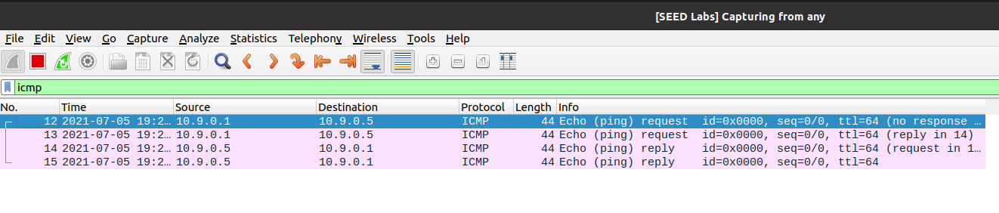 [SEED Labs] Capturing from any
File Edit View Go Capture Analyze Statistics Telephony Wireless Tools Help
icmp
No. Time Source Destination Protocol Length Info
12 2021-07-05 19:2… 10.9.0.1 10.9.0.5 ICMP 44 Echo (ping) request id=0x0000, seq=0/0, ttl=64 (no response …
13 2021-07-05 19:2… 10.9.0.1 10.9.0.5 ICMP 44 Echo (ping) request id=0x0000, seq=0/0, ttl=64 (reply in 14)
14 2021-07-05 19:2… 10.9.0.5 10.9.0.1 ICMP 44 Echo (ping) reply id=0x0000, seq=0/0, ttl=64 (request in 1…
15 2021-07-05 19:2… 10.9.0.5 10.9.0.1 ICMP 44 Echo (ping) reply id=0x0000, seq=0/0, ttl=64